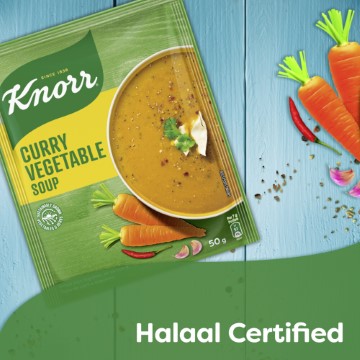 SINCE 1838
Knorr
CURRY
VEGETABLE
SOUP
50 g
Halaal Certified